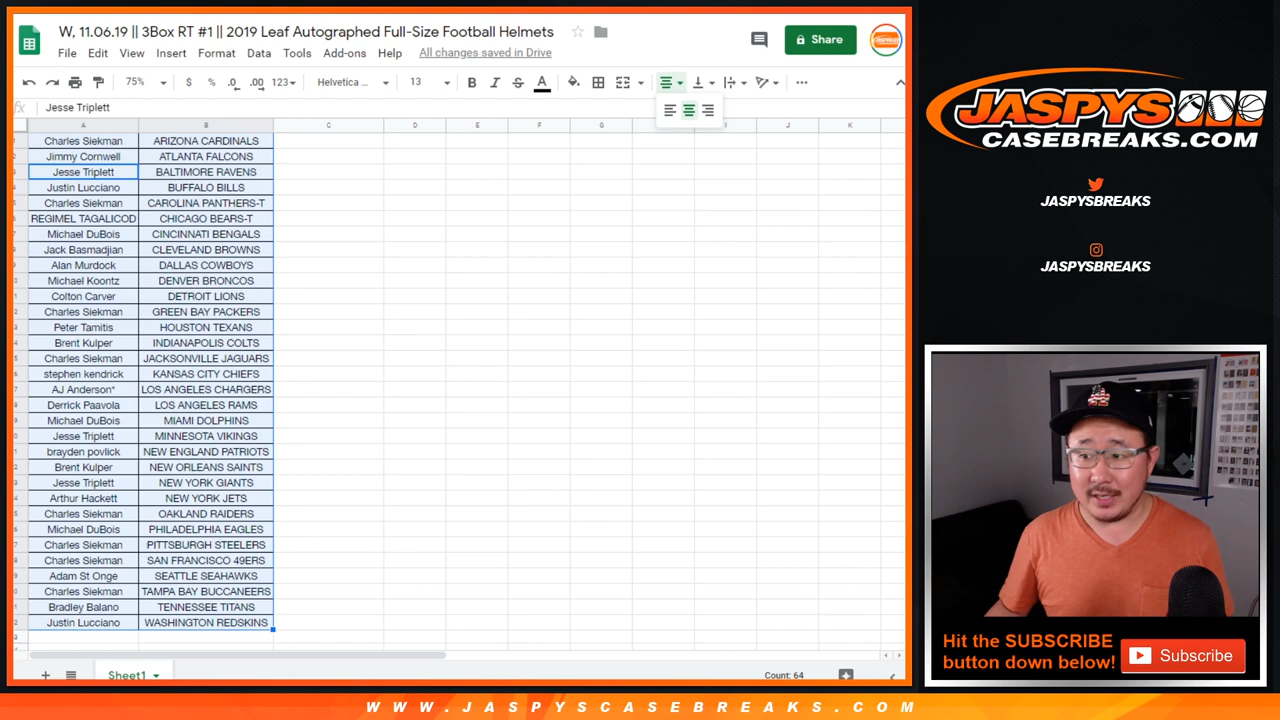 W, 11.06.19 || 3Box RT #1 || 2019 Leaf Autographed Full-Size Football Helmets
Share
File Edit View Insert Format Data Tools Add-ons Help All changes saved in Drive
75% $ % .0 .00 123 Helvetica ... 13 B I S A
fx Jesse Triplett
A B C D E F G I J K
Charles Siekman ARIZONA CARDINALS
Jimmy Cornwell ATLANTA FALCONS
Jesse Triplett BALTIMORE RAVENS
Justin Lucciano BUFFALO BILLS
Charles Siekman CAROLINA PANTHERS-T
REGIMEL TAGALICOD CHICAGO BEARS-T
Michael DuBois CINCINNATI BENGALS
Jack Basmadjian CLEVELAND BROWNS
Alan Murdock DALLAS COWBOYS
Michael Koontz DENVER BRONCOS
Colton Carver DETROIT LIONS
Charles Siekman GREEN BAY PACKERS
Peter Tamitis HOUSTON TEXANS
Brent Kulper INDIANAPOLIS COLTS
Charles Siekman JACKSONVILLE JAGUARS
stephen kendrick KANSAS CITY CHIEFS
AJ Anderson* LOS ANGELES CHARGERS
Derrick Paavola LOS ANGELES RAMS
Michael DuBois MIAMI DOLPHINS
Jesse Triplett MINNESOTA VIKINGS
brayden povlick NEW ENGLAND PATRIOTS
Brent Kulper NEW ORLEANS SAINTS
Jesse Triplett NEW YORK GIANTS
Arthur Hackett NEW YORK JETS
Charles Siekman OAKLAND RAIDERS
Michael DuBois PHILADELPHIA EAGLES
Charles Siekman PITTSBURGH STEELERS
Charles Siekman SAN FRANCISCO 49ERS
Adam St Onge SEATTLE SEAHAWKS
Charles Siekman TAMPA BAY BUCCANEERS
Bradley Balano TENNESSEE TITANS
Justin Lucciano WASHINGTON REDSKINS
Sheet1 Count: 64
JASPYS
CASEBREAKS.COM
JASPYSBREAKS
JASPYSBREAKS
Hit the SUBSCRIBE
button down below!
Subscribe
WWW.JASPYSCASEBREAKS.COM